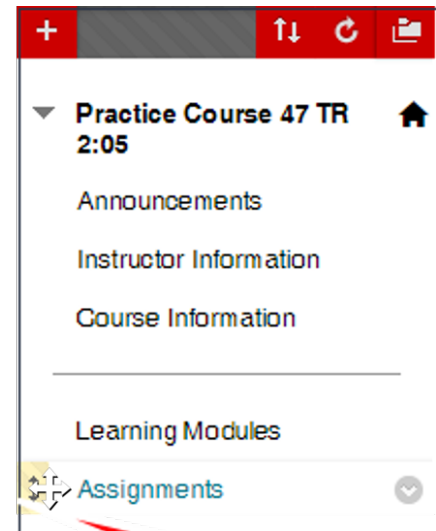 Practice Course 47 TR
2:05
Announcements
Instructor Information
Course Information
Learning Modules
Assignments